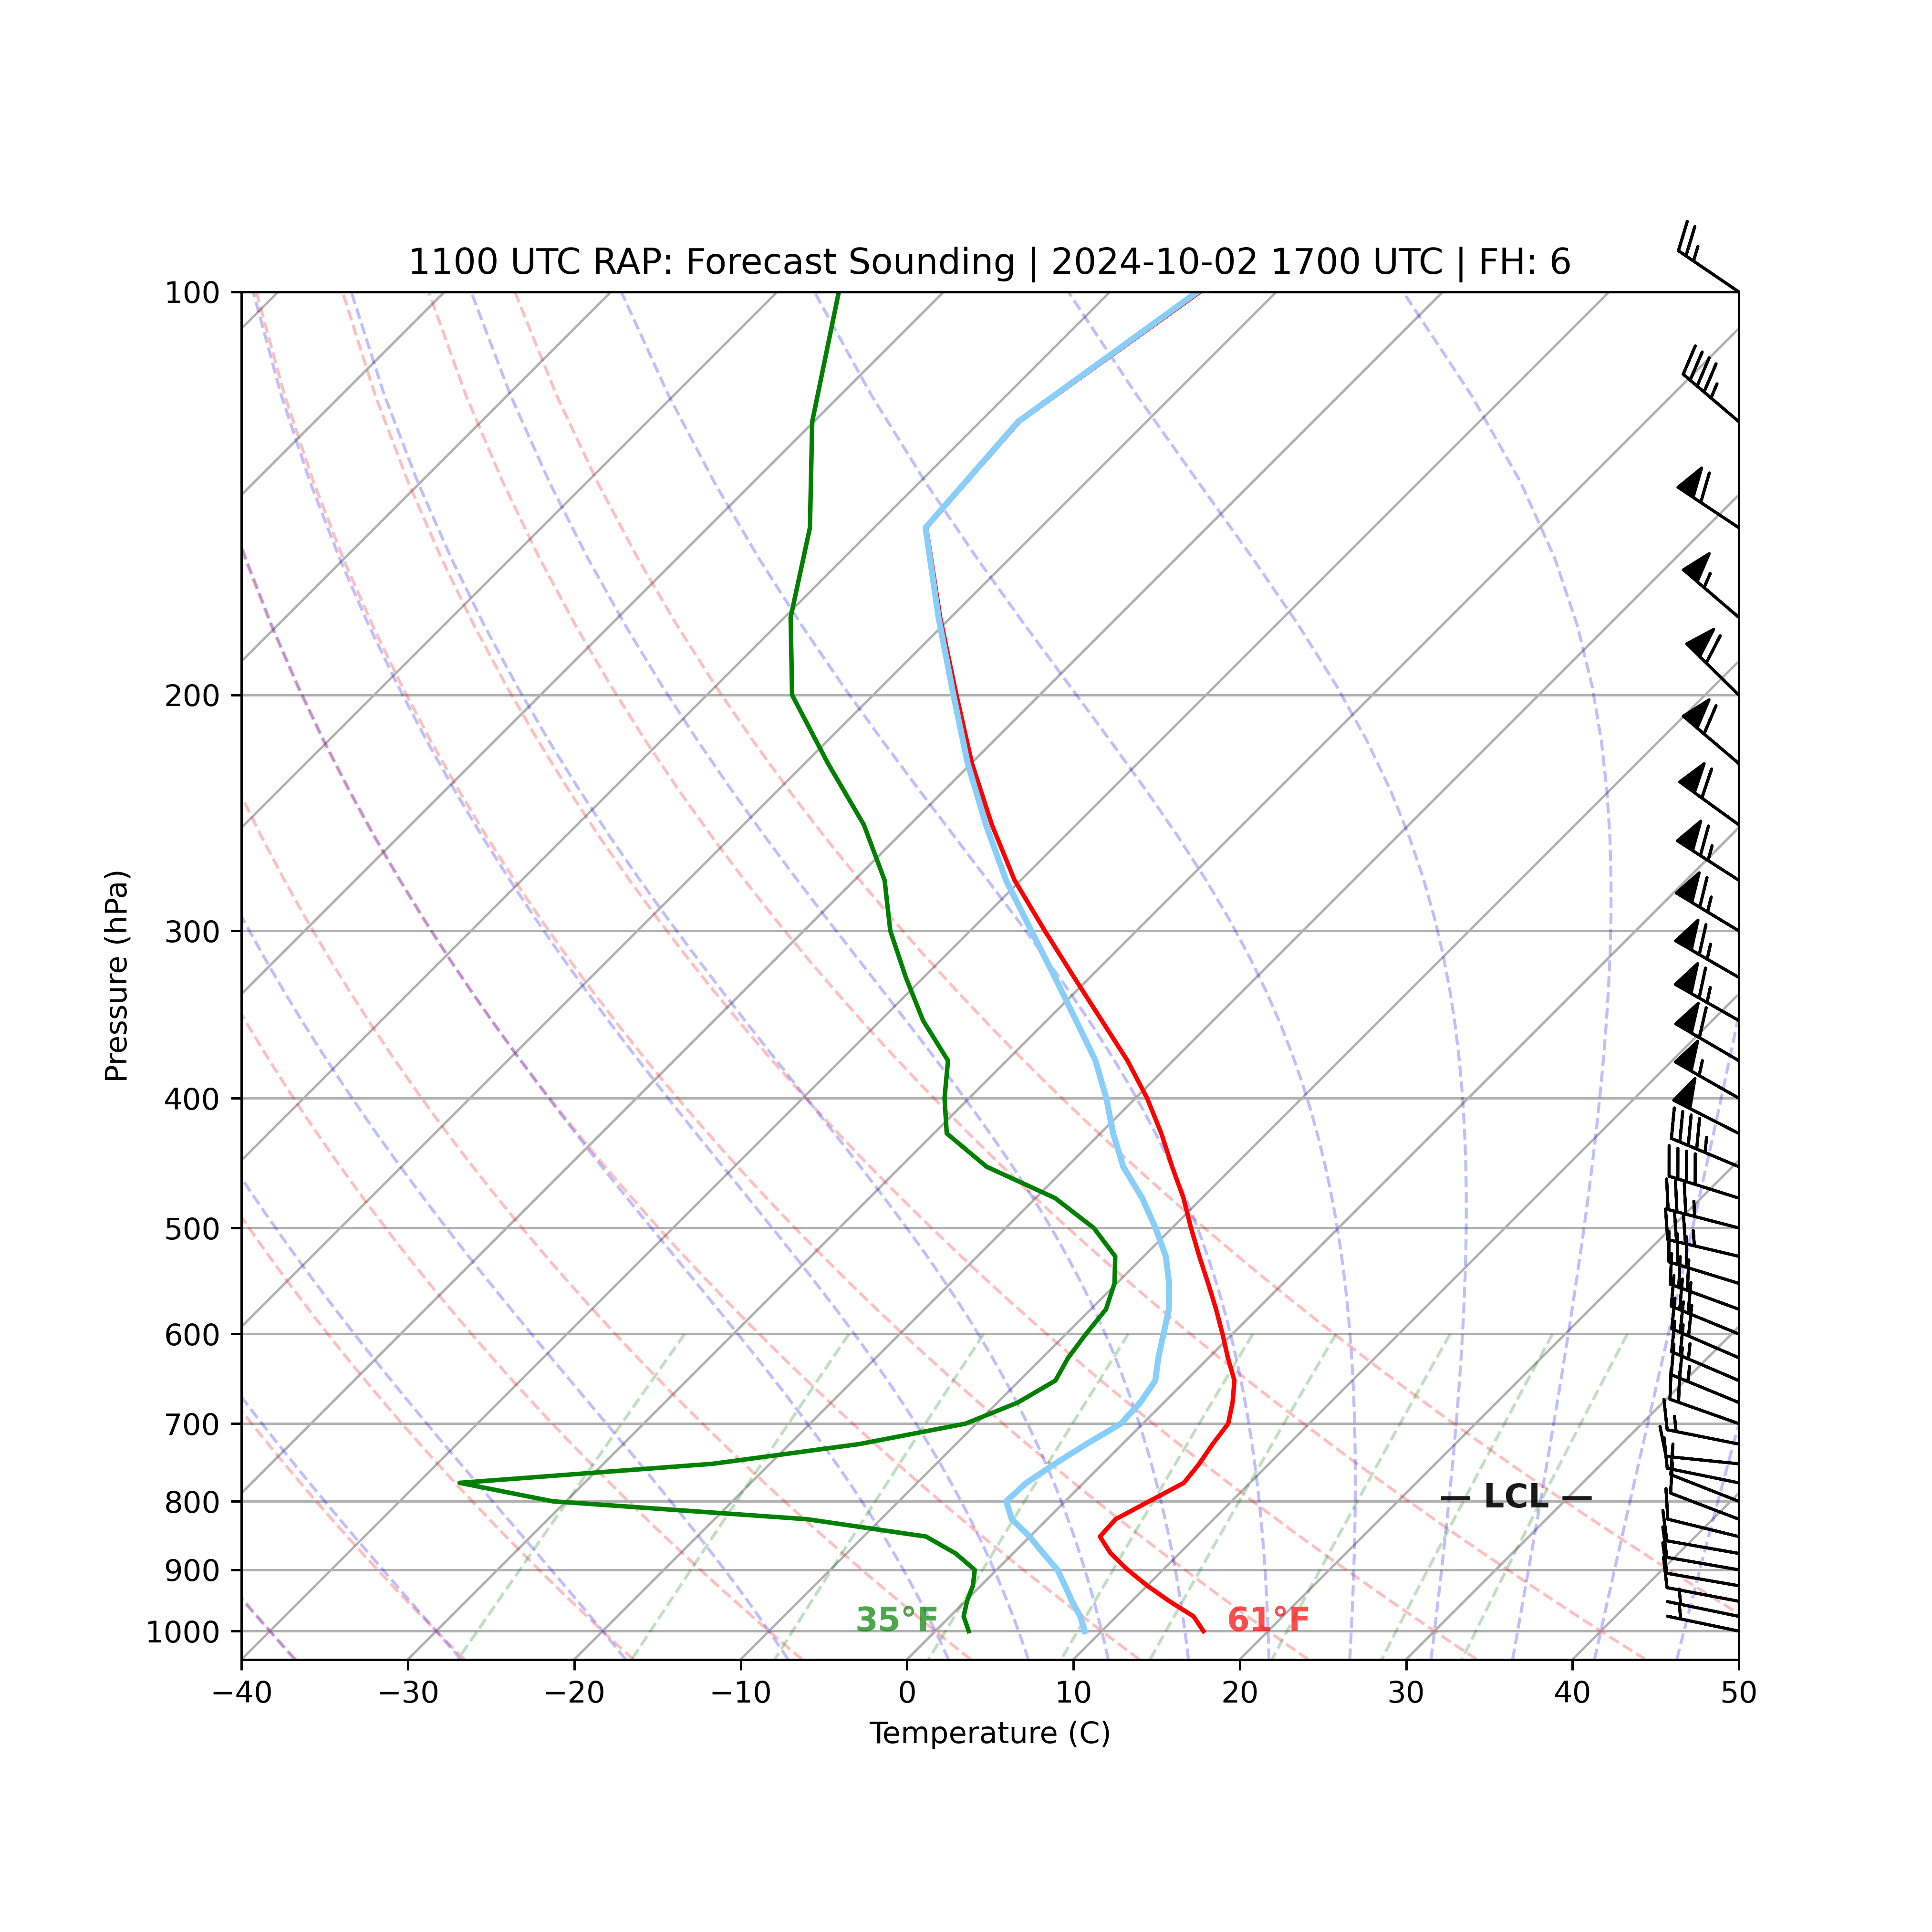 1100 UTC RAP: Forecast Sounding | 2024-10-02 1700 UTC | FH: 6
100
200
300
400
500
600
700
800
900
1000
Pressure (hPa)
— LCL —
35°F
61°F
−40 −30 −20 −10 0 10 20 30 40 50
Temperature (C)